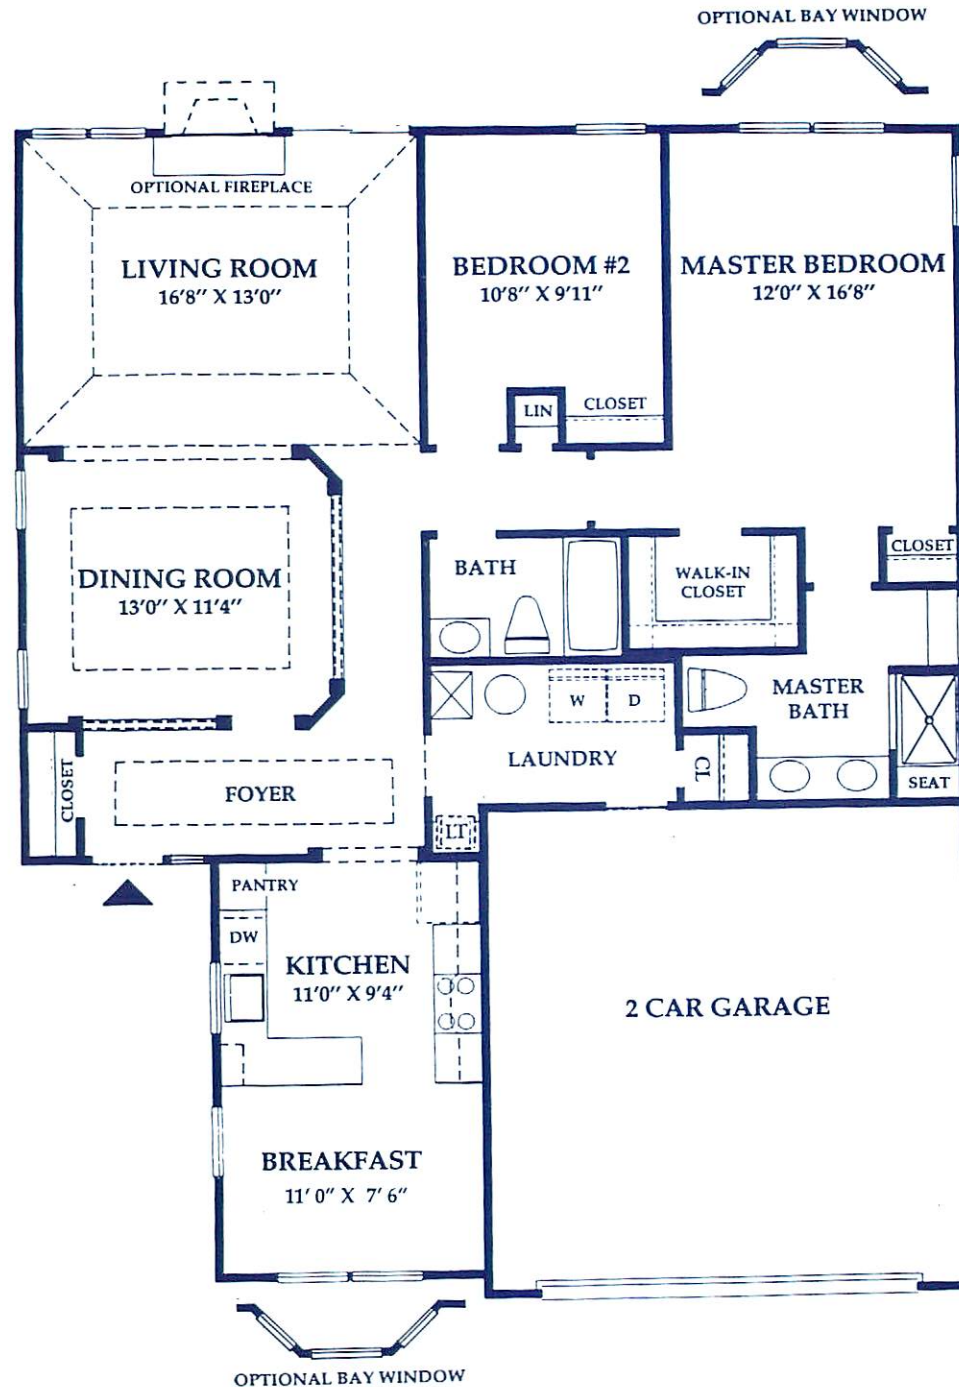 OPTIONAL BAY WINDOW
OPTIONAL FIREPLACE
LIVING ROOM
16'8" X 13'0"
BEDROOM #2
10'8" X 9'11"
MASTER BEDROOM
12'0" X 16'8"
LIN
CLOSET
DINING ROOM
13'0" X 11'4"
BATH
WALK-IN
CLOSET
CLOSET
MASTER
BATH
W
D
LAUNDRY
CL
SEAT
CLOSET
FOYER
LT
PANTRY
DW
KITCHEN
11'0" X 9'4"
2 CAR GARAGE
BREAKFAST
11' 0" X 7' 6"
OPTIONAL BAY WINDOW